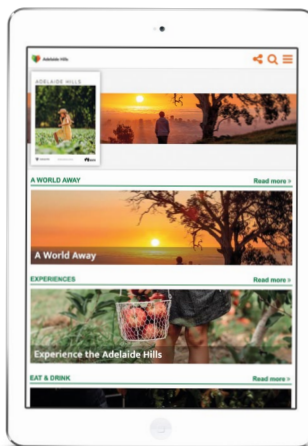 Adelaide Hills
ADELAIDE HILLS
A WORLD AWAY
Read more >
A World Away
EXPERIENCES
Read more >
Experience the Adelaide Hills
EAT & DRINK
Read more >